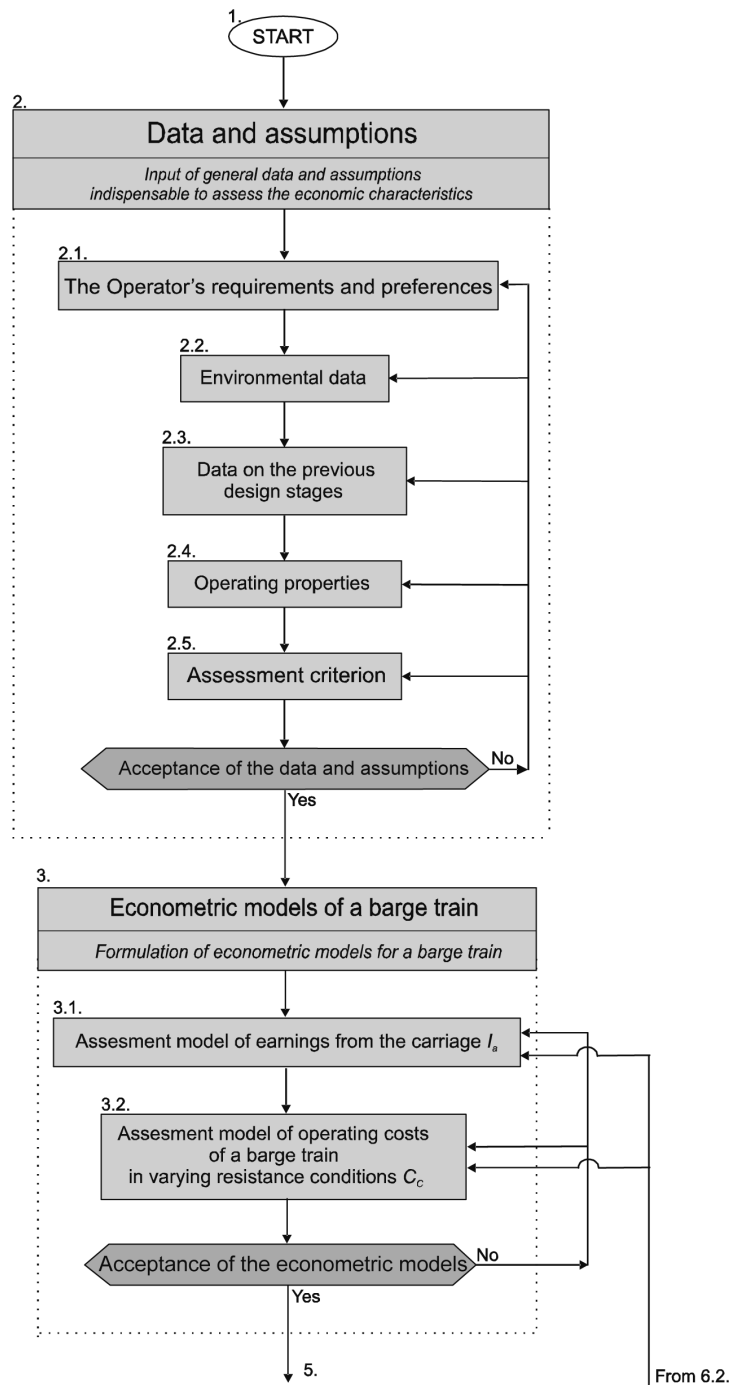 1.
START
2.
Data and assumptions
Input of general data and assumptions
indispensable to assess the economic characteristics
2.1.
The Operator's requirements and preferences
2.2.
Environmental data
2.3.
Data on the previous
design stages
2.4.
Operating properties
2.5.
Assessment criterion
Acceptance of the data and assumptions
No
Yes
3.
Econometric models of a barge train
Formulation of econometric models for a barge train
3.1.
Assesment model of earnings from the carriage Ia
3.2.
Assesment model of operating costs
of a barge train
in varying resistance conditions Cc
Acceptance of the econometric models
No
Yes
5.
From 6.2.